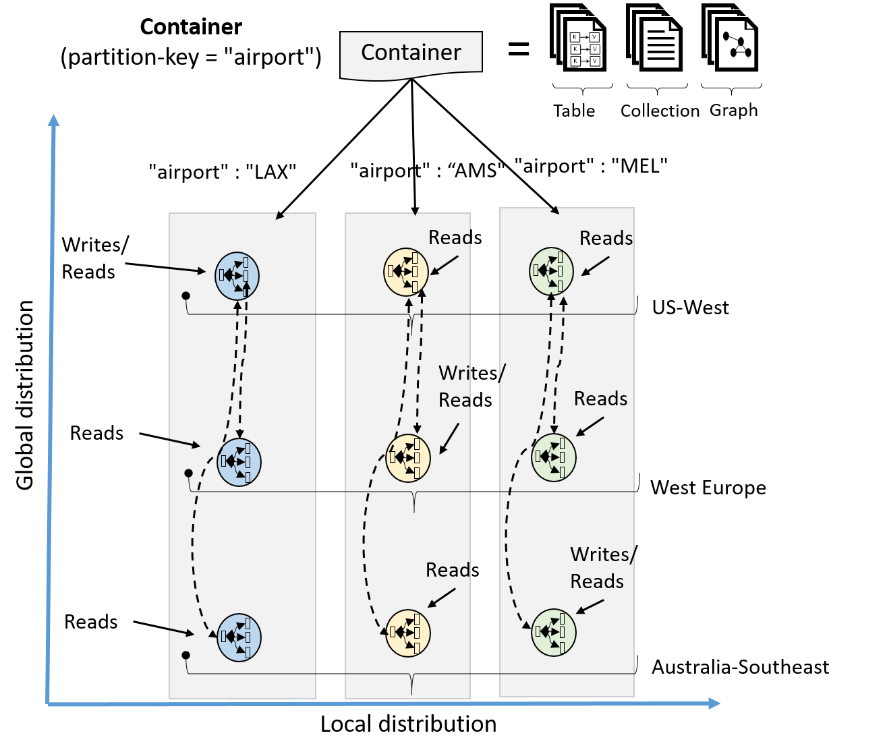 Container
(partition-key = "airport")
Container
=
K V
K V
K V
Table
Collection
Graph
"airport" : "LAX"
"airport" : “AMS"
"airport" : "MEL"
Writes/
Reads
Reads
Reads
US-West
Writes/
Reads
Reads
Reads
West Europe
Writes/
Reads
Reads
Reads
Australia-Southeast
Global distribution
Local distribution